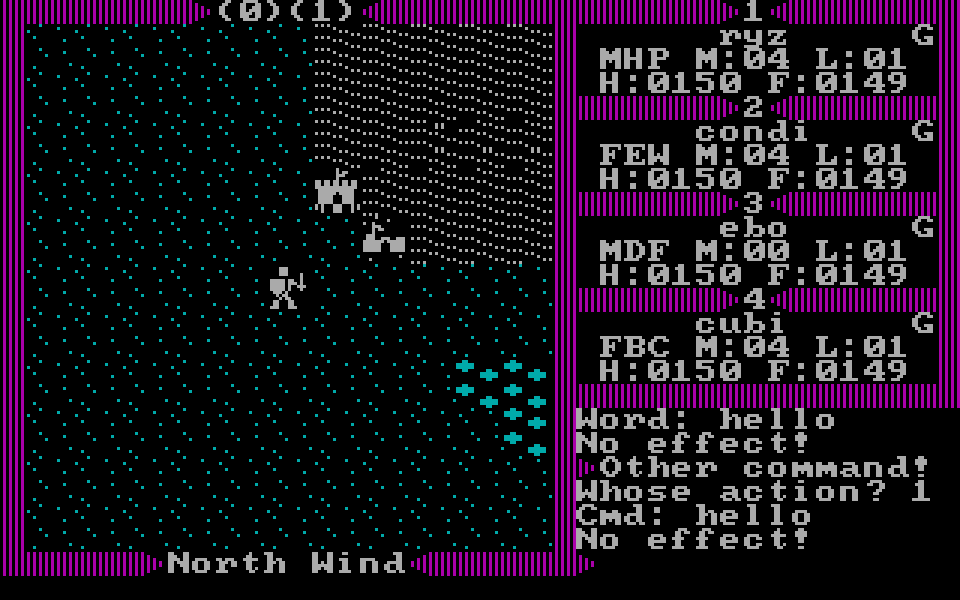 (0)(1)
North Wind
1
ryz G
MHP M:04 L:01
H:0150 F:0149
2
condi G
FEW M:04 L:01
H:0150 F:0149
3
ebo G
MDF M:00 L:01
H:0150 F:0149
4
cubi G
FBC M:04 L:01
H:0150 F:0149
Word: hello
No effect!
Other command!
Whose action? 1
Cmd: hello
No effect!